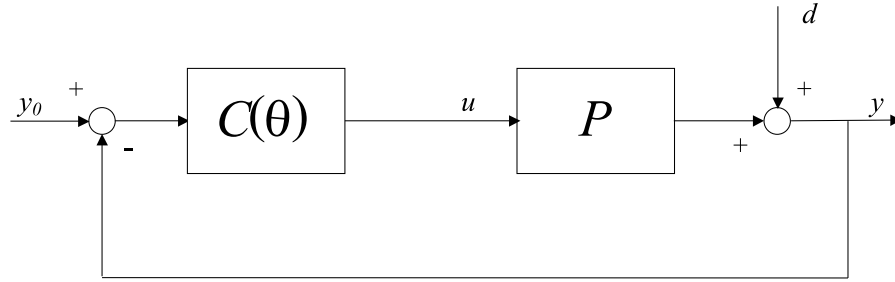 d
y₀
+
-
C(θ)
u
P
+
+
y